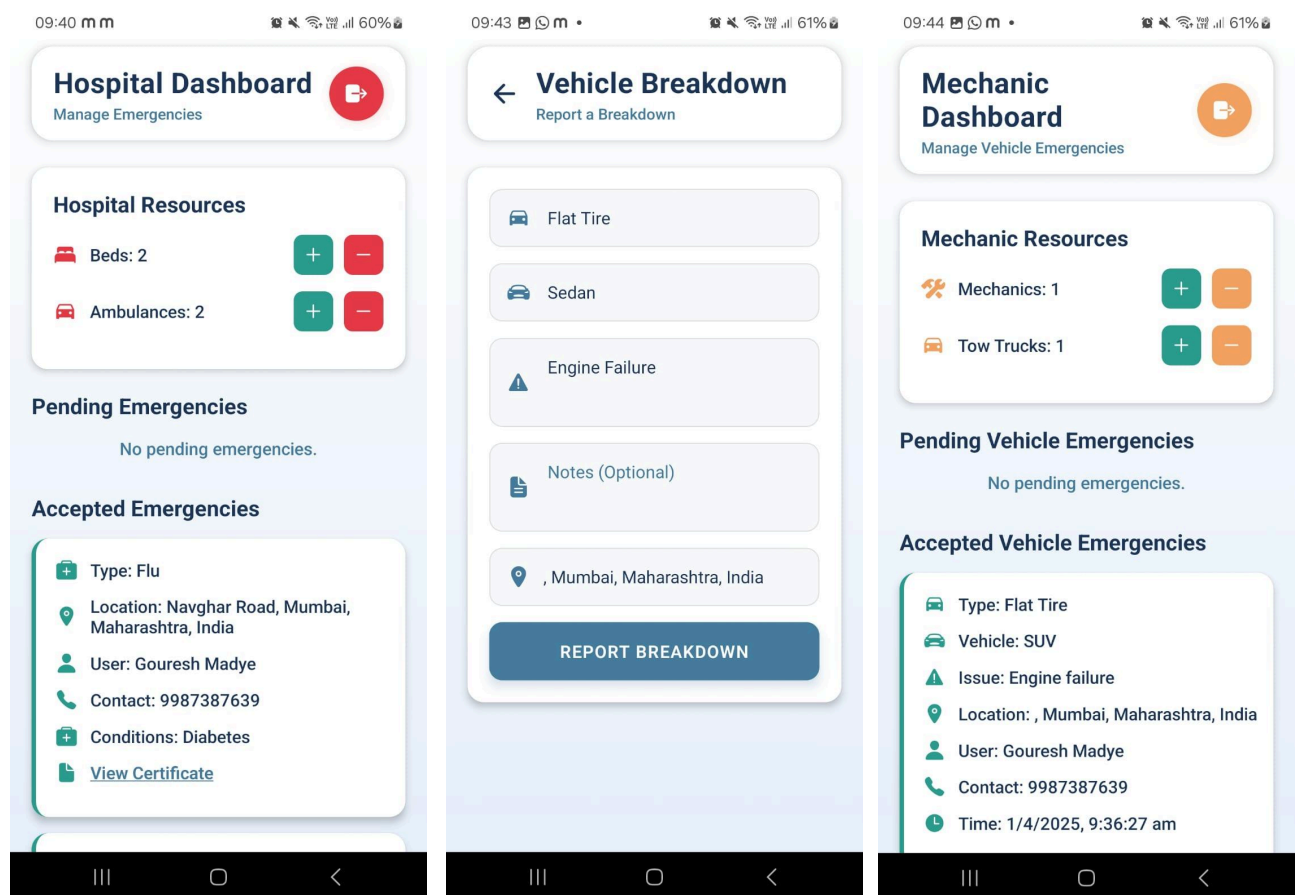 09:40 m m
60%
Hospital Dashboard
Manage Emergencies
Hospital Resources
Beds: 2
+
−
Ambulances: 2
+
−
Pending Emergencies
No pending emergencies.
Accepted Emergencies
Type: Flu
Location: Navghar Road, Mumbai,
Maharashtra, India
User: Gouresh Madye
Contact: 9987387639
Conditions: Diabetes
View Certificate
09:43 m •
Vo) LTE 61%
Vehicle Breakdown
Report a Breakdown
Flat Tire
Sedan
Engine Failure
Notes (Optional)
, Mumbai, Maharashtra, India
REPORT BREAKDOWN
09:44 m •
Vo) LTE 61%
Mechanic
Dashboard
Manage Vehicle Emergencies
Mechanic Resources
Mechanics: 1
+
−
Tow Trucks: 1
+
−
Pending Vehicle Emergencies
No pending emergencies.
Accepted Vehicle Emergencies
Type: Flat Tire
Vehicle: SUV
Issue: Engine failure
Location: , Mumbai, Maharashtra, India
User: Gouresh Madye
Contact: 9987387639
Time: 1/4/2025, 9:36:27 am